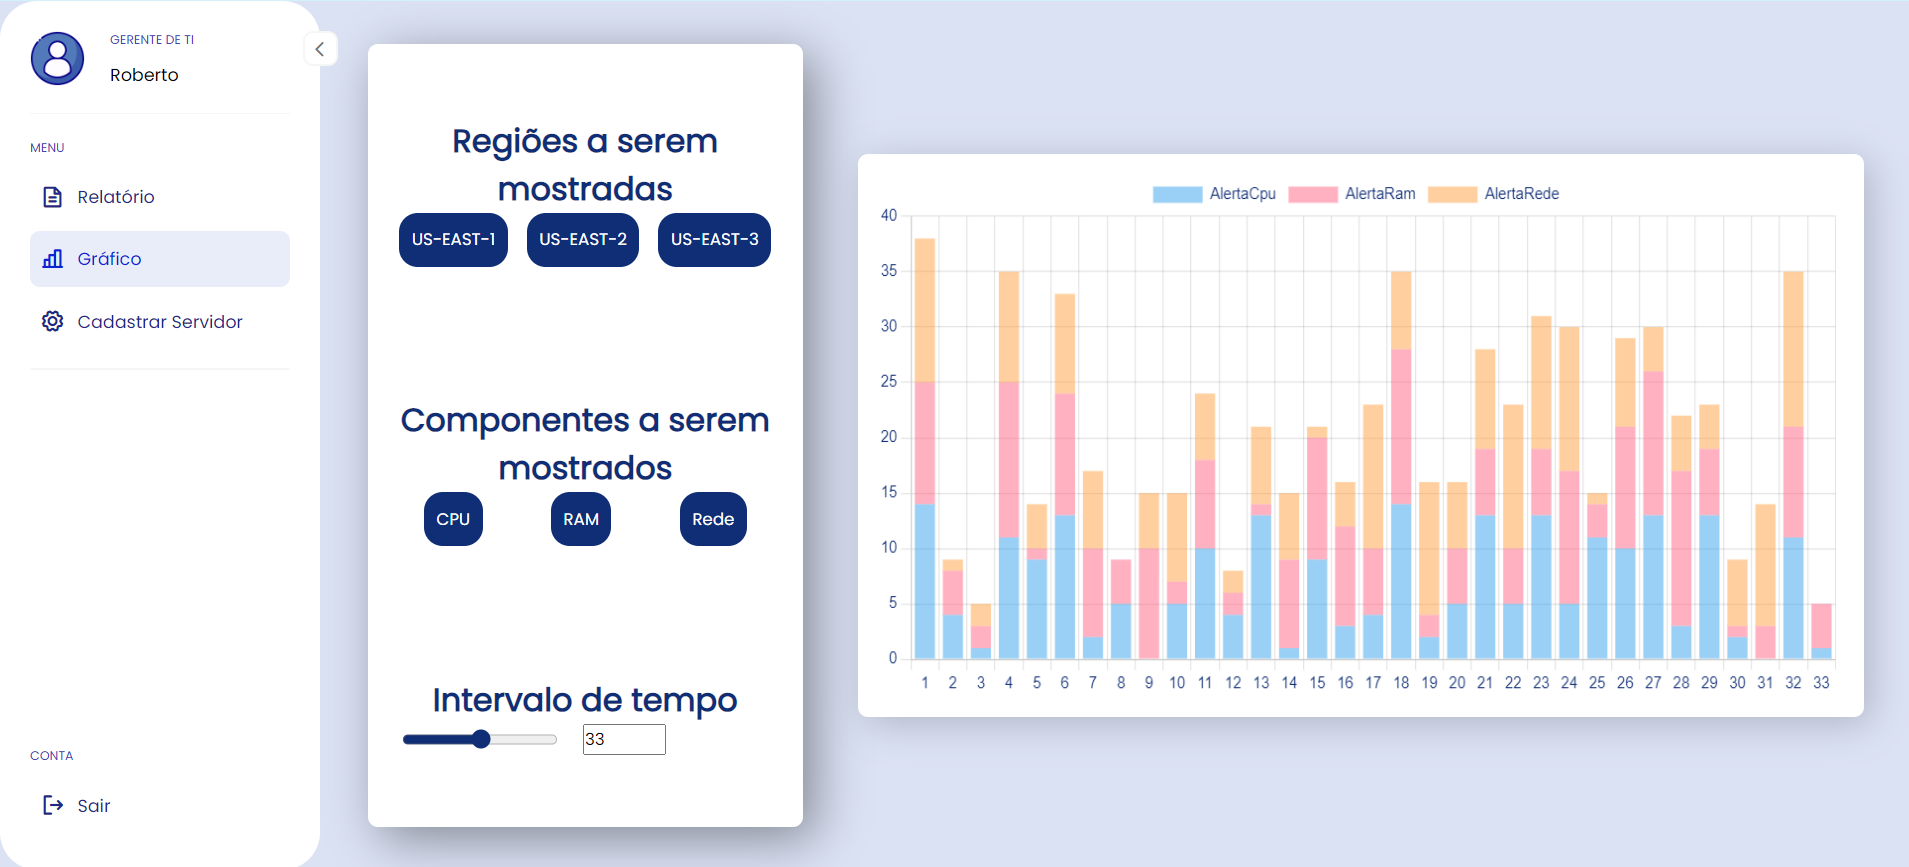 GERENTE DE TI
Roberto
MENU
Relatório
Gráfico
Cadastrar Servidor
CONTA
Sair
Regiões a serem
mostradas
US-EAST-1 US-EAST-2 US-EAST-3
Componentes a serem
mostrados
CPU RAM Rede
Intervalo de tempo
33
AlertaCpu AlertaRam AlertaRede
40
35
30
25
20
15
10
5
0
1 2 3 4 5 6 7 8 9 10 11 12 13 14 15 16 17 18 19 20 21 22 23 24 25 26 27 28 29 30 31 32 33